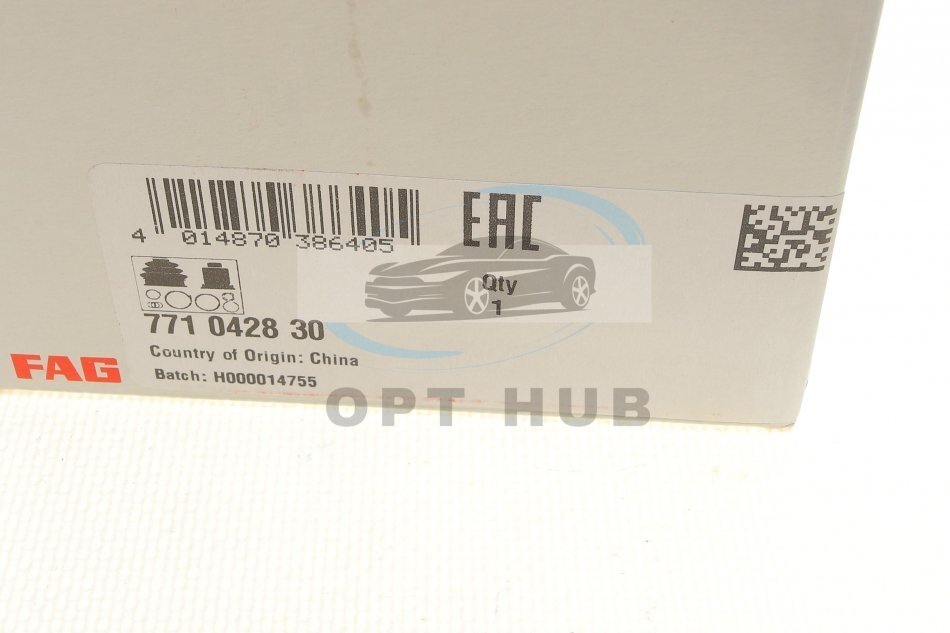 EAC
4 014870 386405
Qty
1
771 0428 30
Country of Origin: China
FAG
Batch: H000014755
OPT HUB